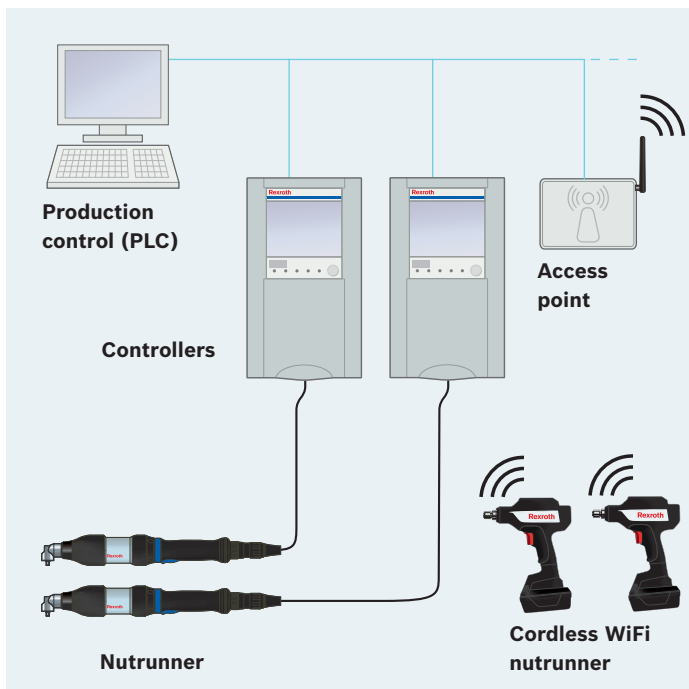 Production
control (PLC)
Rexroth
Rexroth
Access
point
Controllers
Rexroth
Rexroth
Rexroth
Rexroth
Nutrunner
Cordless WiFi
nutrunner